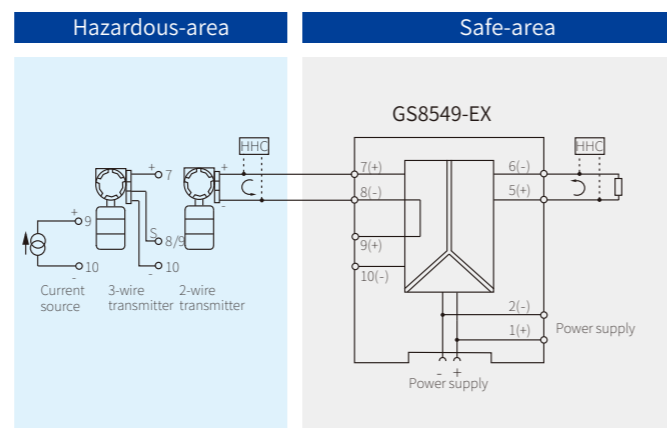 Hazardous-area
Safe-area
GS8549-EX
HHC
HHC
+
7
+
7(+)
6(-)
8(-)
5(+)
-
+
9
S
8/9
9(+)
10
-
-
10
10(-)
Current
source
3-wire
transmitter
2-wire
transmitter
2(-)
1(+)
Power supply
- +
Power supply